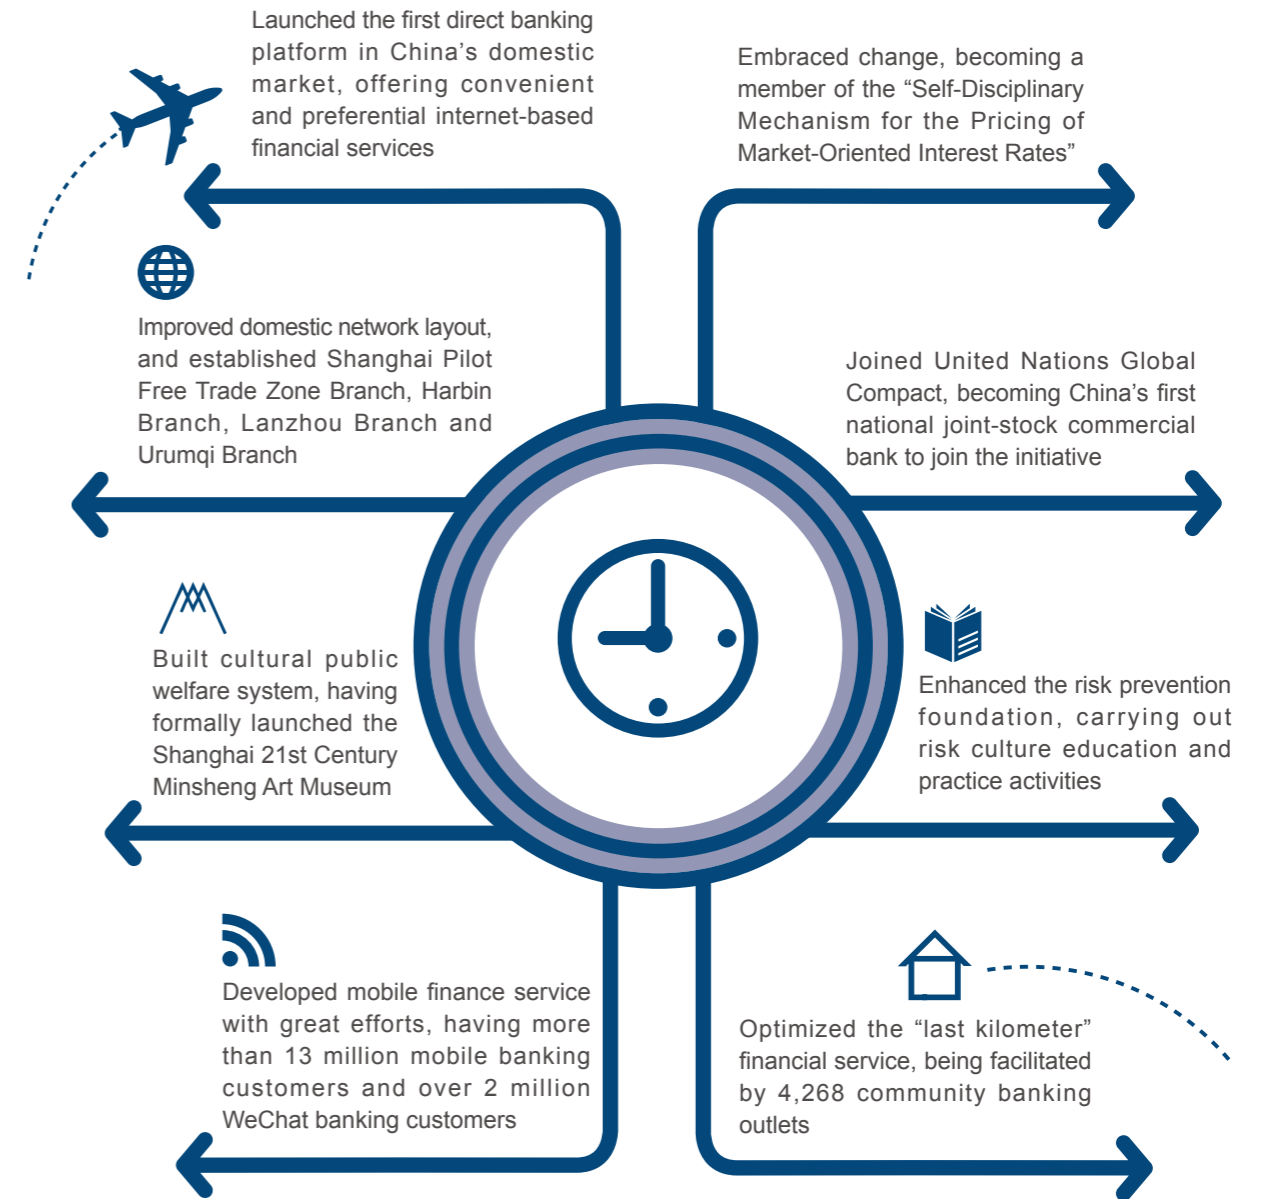 Launched the first direct banking
platform in China’s domestic
market, offering convenient
and preferential internet-based
financial services
Embraced change, becoming a
member of the “Self-Disciplinary
Mechanism for the Pricing of
Market-Oriented Interest Rates”
Improved domestic network layout,
and established Shanghai Pilot
Free Trade Zone Branch, Harbin
Branch, Lanzhou Branch and
Urumqi Branch
Joined United Nations Global
Compact, becoming China’s first
national joint-stock commercial
bank to join the initiative
Built cultural public
welfare system, having
formally launched the
Shanghai 21st Century
Minsheng Art Museum
Enhanced the risk prevention
foundation, carrying out
risk culture education and
practice activities
Developed mobile finance service
with great efforts, having more
than 13 million mobile banking
customers and over 2 million
WeChat banking customers
Optimized the “last kilometer”
financial service, being facilitated
by 4,268 community banking
outlets